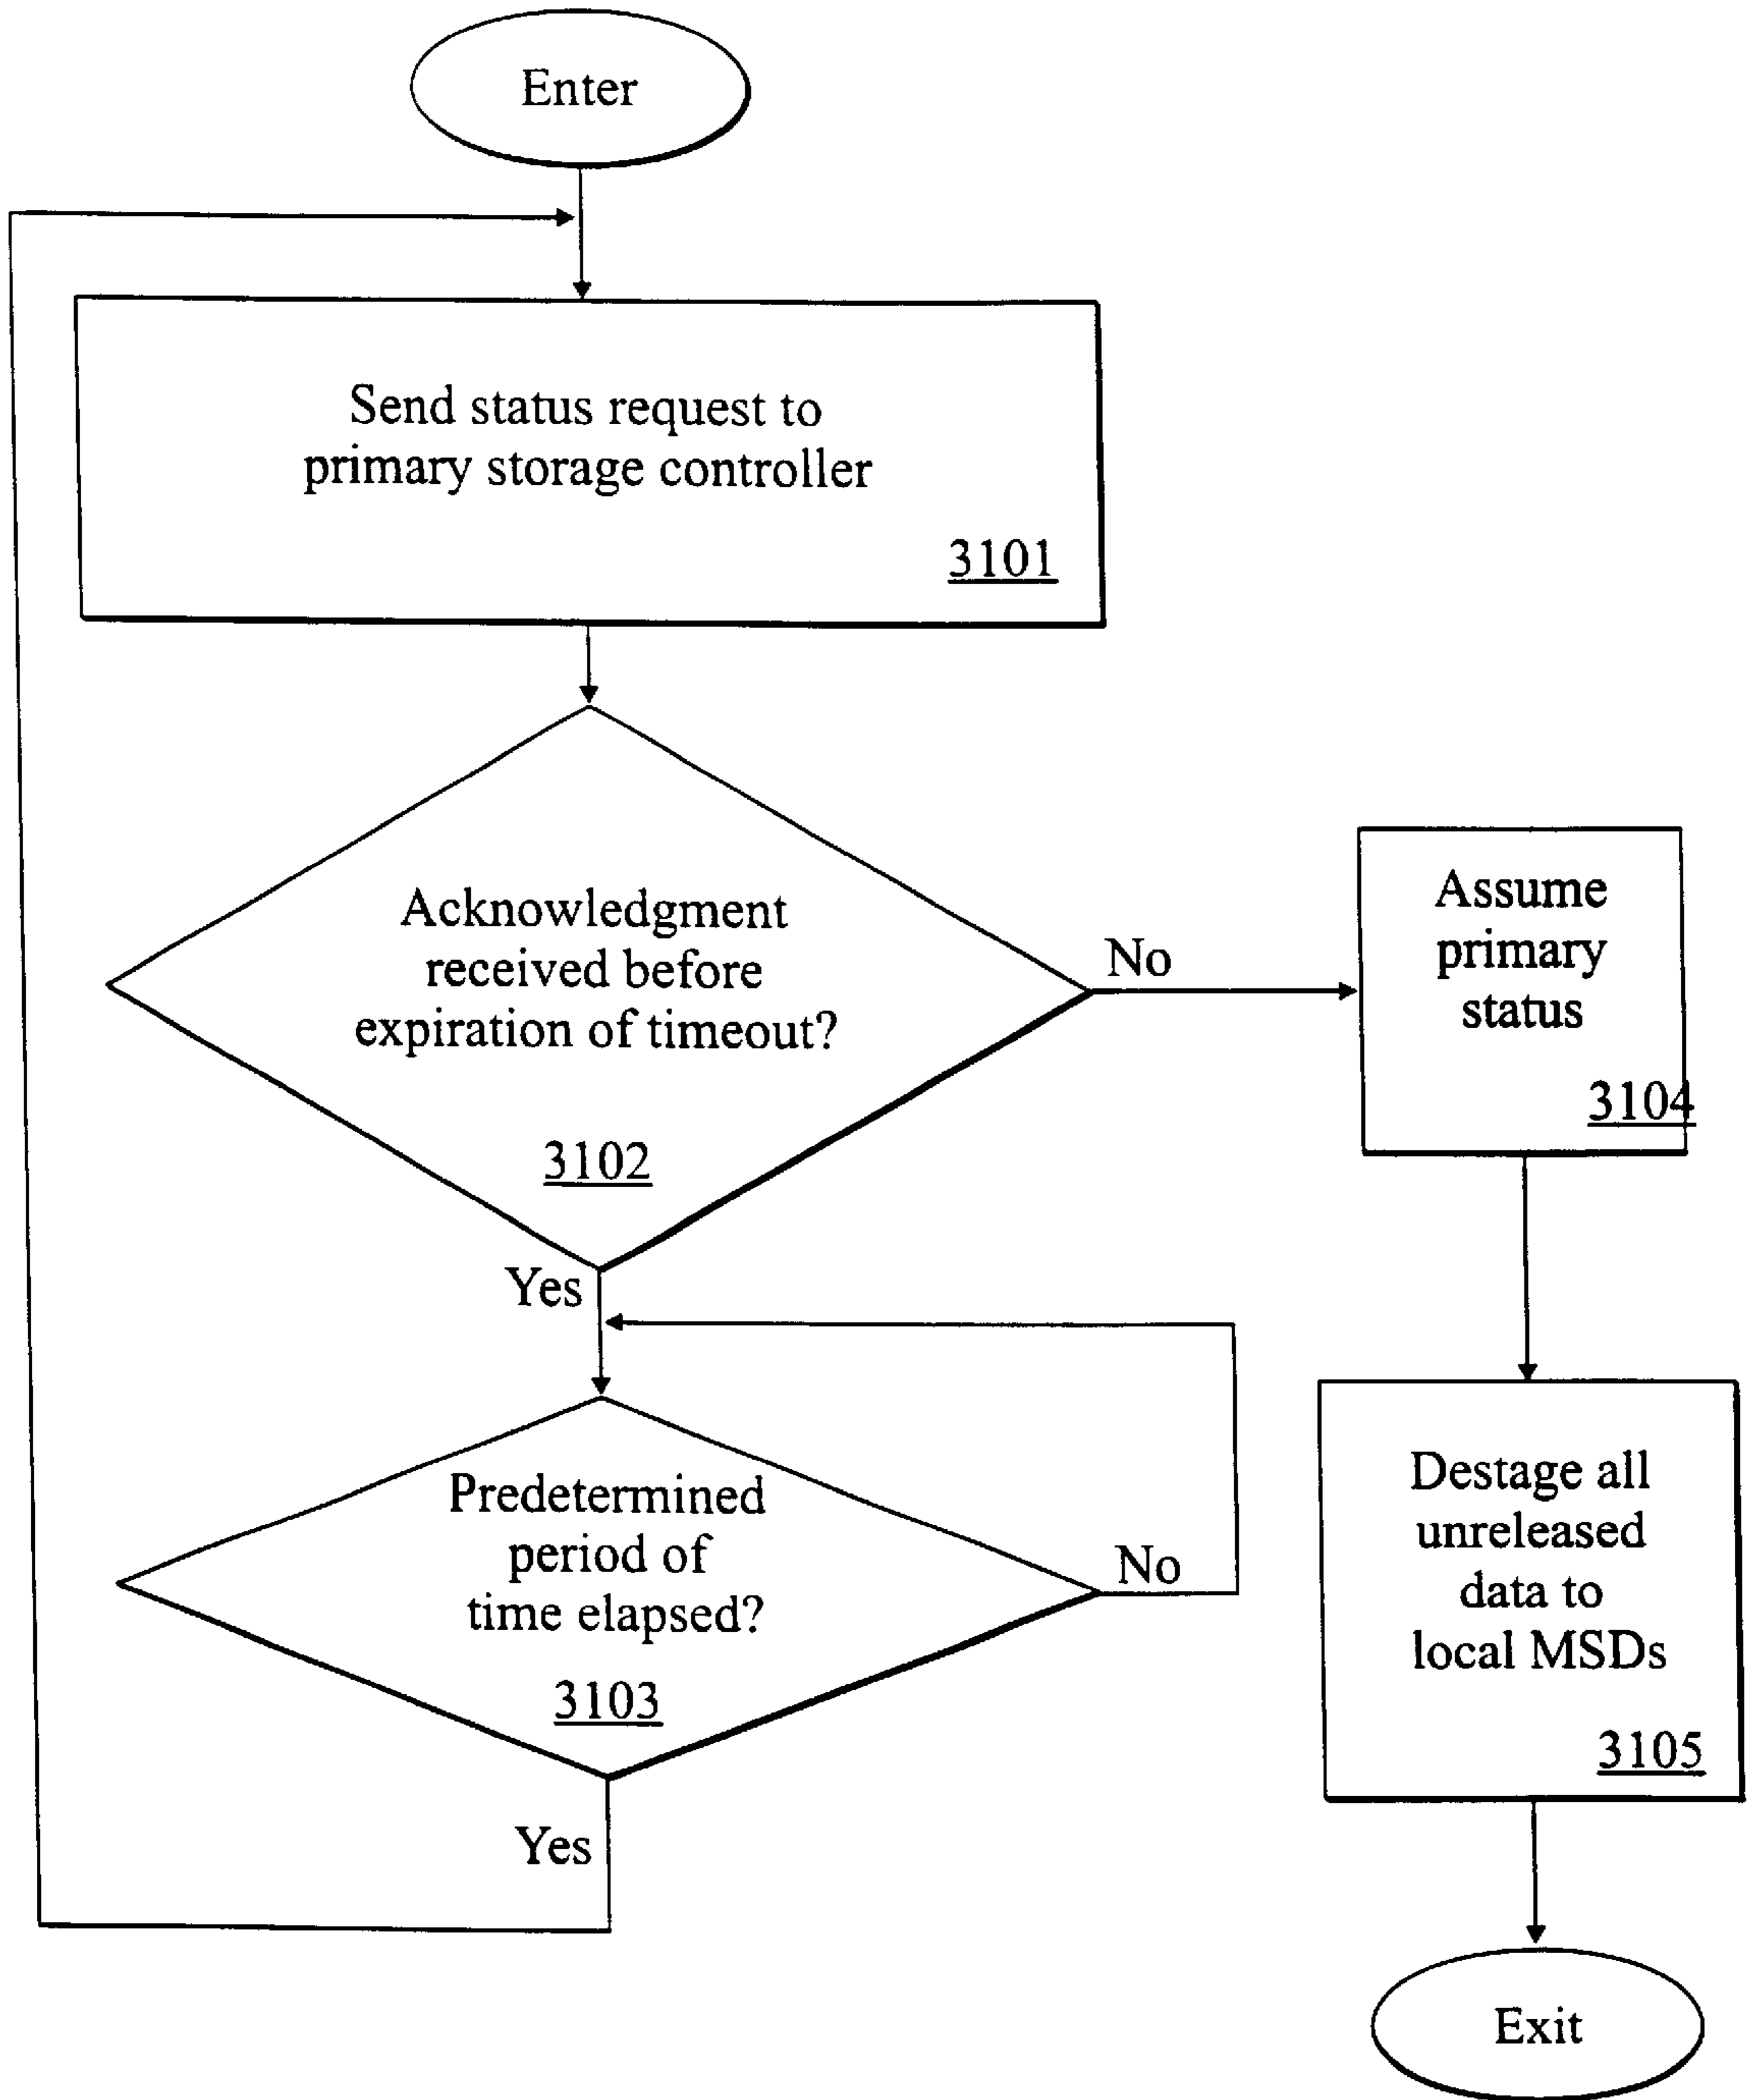 Enter
Send status request to
primary storage controller
3101
Acknowledgment
received before
expiration of timeout?
3102
No
Assume
primary
status
3104
Yes
Predetermined
period of
time elapsed?
3103
No
Yes
Destage all
unreleased
data to
local MSDs
3105
Exit